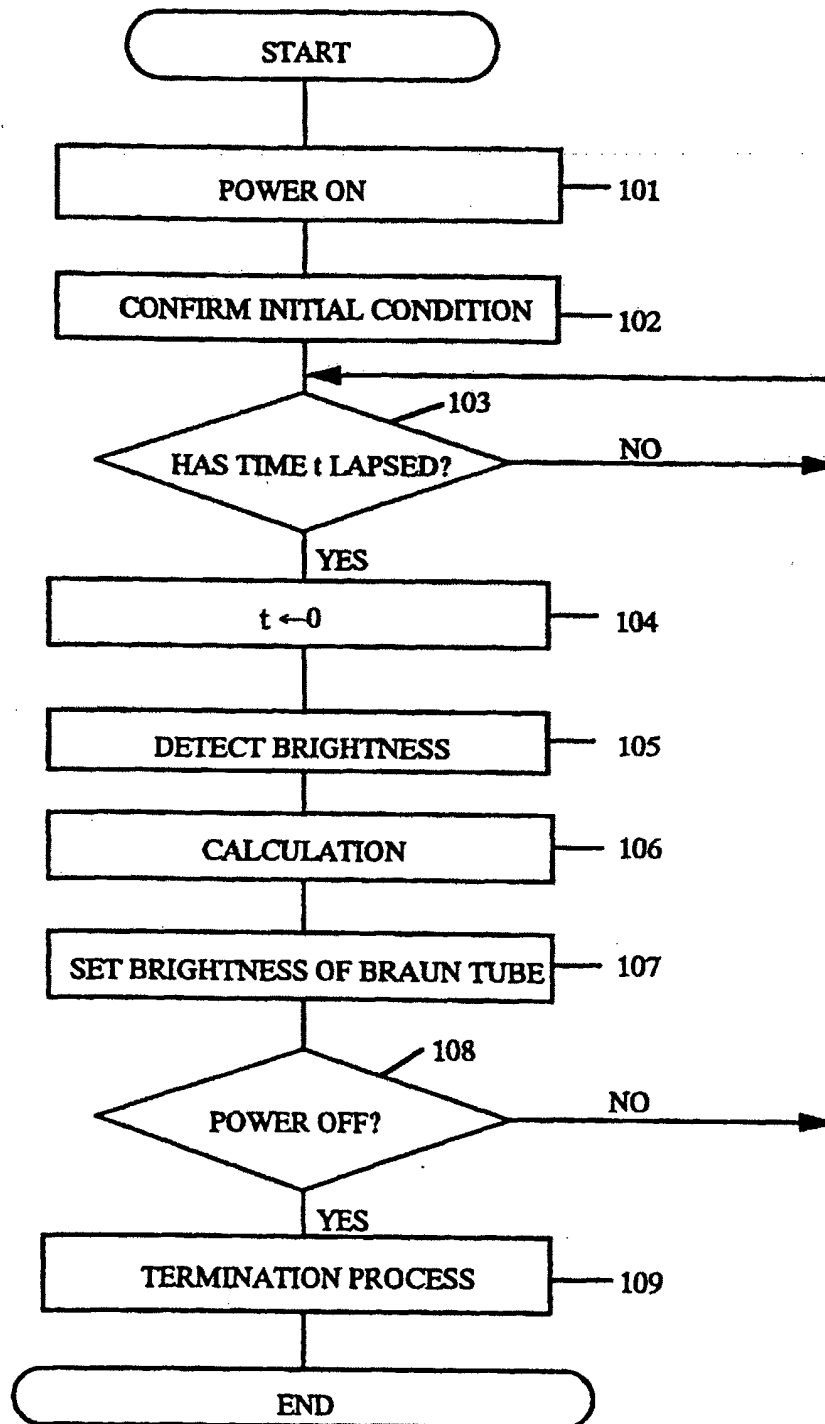 START
POWER ON
101
CONFIRM INITIAL CONDITION
102
103
HAS TIME t LAPSED?
NO
YES
t ←0
104
DETECT BRIGHTNESS
105
CALCULATION
106
SET BRIGHTNESS OF BRAUN TUBE
107
108
POWER OFF?
NO
YES
TERMINATION PROCESS
109
END